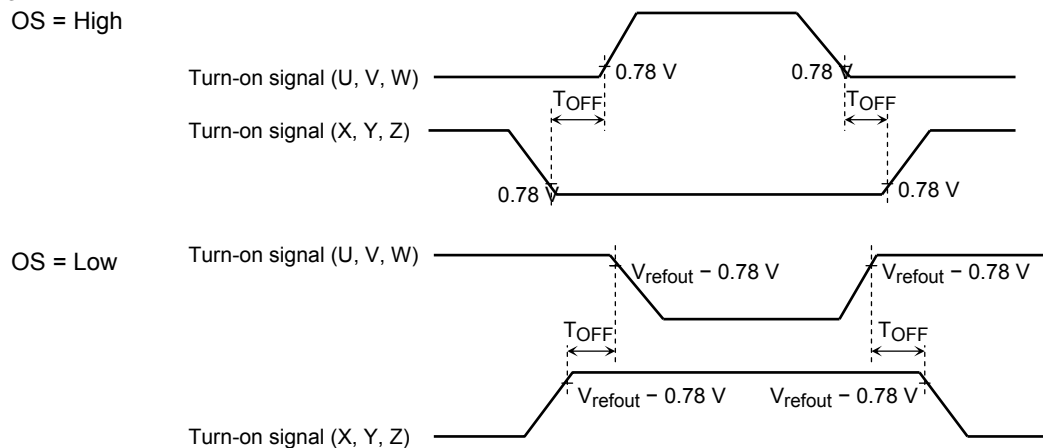 OS = High
Turn-on signal (U, V, W)
0.78 V
0.78 V
TOFF
TOFF
Turn-on signal (X, Y, Z)
0.78 V
0.78 V
OS = Low
Turn-on signal (U, V, W)
Vrefout − 0.78 V
Vrefout − 0.78 V
TOFF
TOFF
Vrefout − 0.78 V
Vrefout − 0.78 V
Turn-on signal (X, Y, Z)